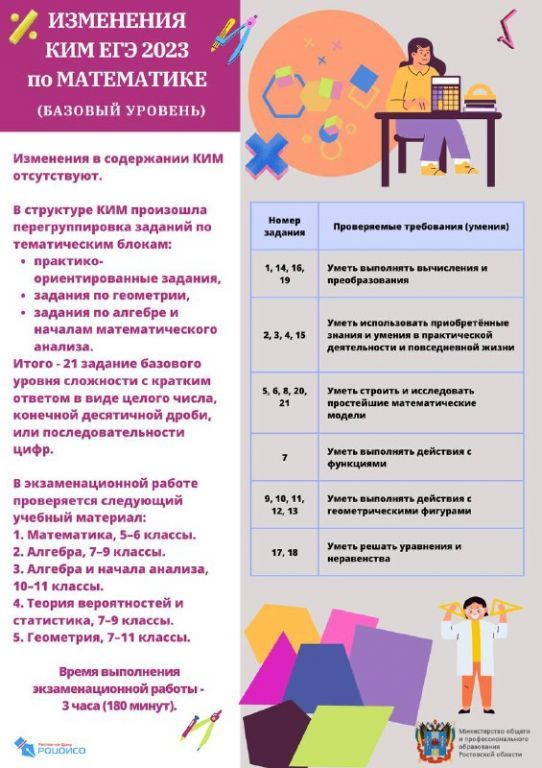 ИЗМЕНЕНИЯ
КИМ ЕГЭ 2023
по МАТЕМАТИКЕ
(БАЗОВЫЙ УРОВЕНЬ)
Изменения в содержании КИМ
отсутствуют.
В структуре КИМ произошла
перегруппировка заданий по
тематическим блокам:
• практико-
ориентированные задания,
• задания по геометрии,
• задания по алгебре и
началам математического
анализа.
Итого - 21 задание базового
уровня сложности с кратким
ответом в виде целого числа,
конечной десятичной дроби,
или последовательности
цифр.
В экзаменационной работе
проверяется следующий
учебный материал:
1. Математика, 5–6 классы.
2. Алгебра, 7–9 классы.
3. Алгебра и начала анализа,
10–11 классы.
4. Теория вероятностей и
статистика, 7–9 классы.
5. Геометрия, 7–11 классы.
Время выполнения
экзаменационной работы -
3 часа (180 минут).
Номер
задания
Проверяемые требования (умения)
1, 14, 16,
19
Уметь выполнять вычисления и
преобразования
2, 3, 4, 15
Уметь использовать приобретённые
знания и умения в практической
деятельности и повседневной жизни
5, 6, 8, 20,
21
Уметь строить и исследовать
простейшие математические
модели
7
Уметь выполнять действия с
функциями
9, 10, 11,
12, 13
Уметь выполнять действия с
геометрическими фигурами
17, 18
Уметь решать уравнения и
неравенства
Ростов-на-Дону
РОЦОИСО
Министерство общего
и профессионального
образования
Ростовской области